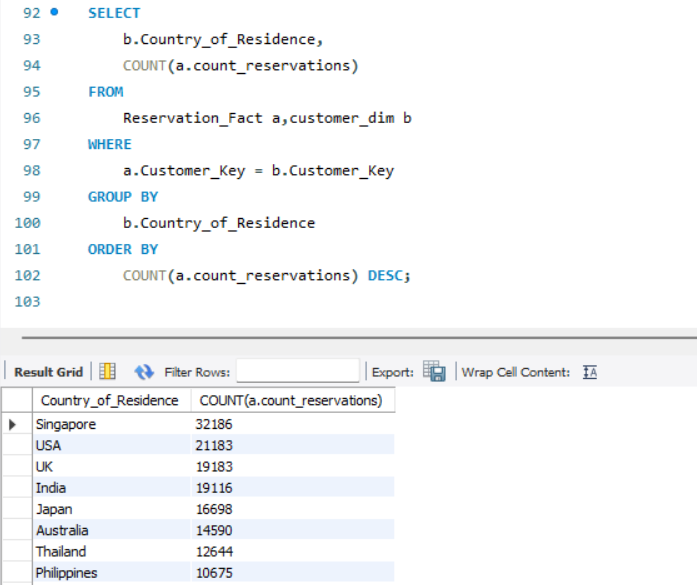 92 SELECT
93 b.Country_of_Residence,
94 COUNT(a.count_reservations)
95 FROM
96 Reservation_Fact a,customer_dim b
97 WHERE
98 a.Customer_Key = b.Customer_Key
99 GROUP BY
100 b.Country_of_Residence
101 ORDER BY
102 COUNT(a.count_reservations) DESC;
103
Result Grid Filter Rows: Export: Wrap Cell Content: IA
Country_of_Residence COUNT(a.count_reservations)
Singapore 32186
USA 21183
UK 19183
India 19116
Japan 16698
Australia 14590
Thailand 12644
Philippines 10675